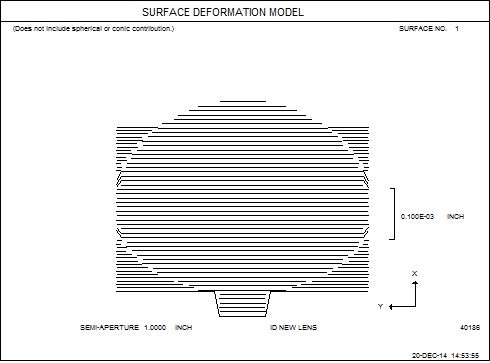 SURFACE DEFORMATION MODEL
(Does not include spherical or conic contribution.) SURFACE NO. 1
0.100E-03 INCH
X
Y
SEMI-APERTURE 1.0000 INCH ID NEW LENS 40186
20-DEC-14 14:53:55